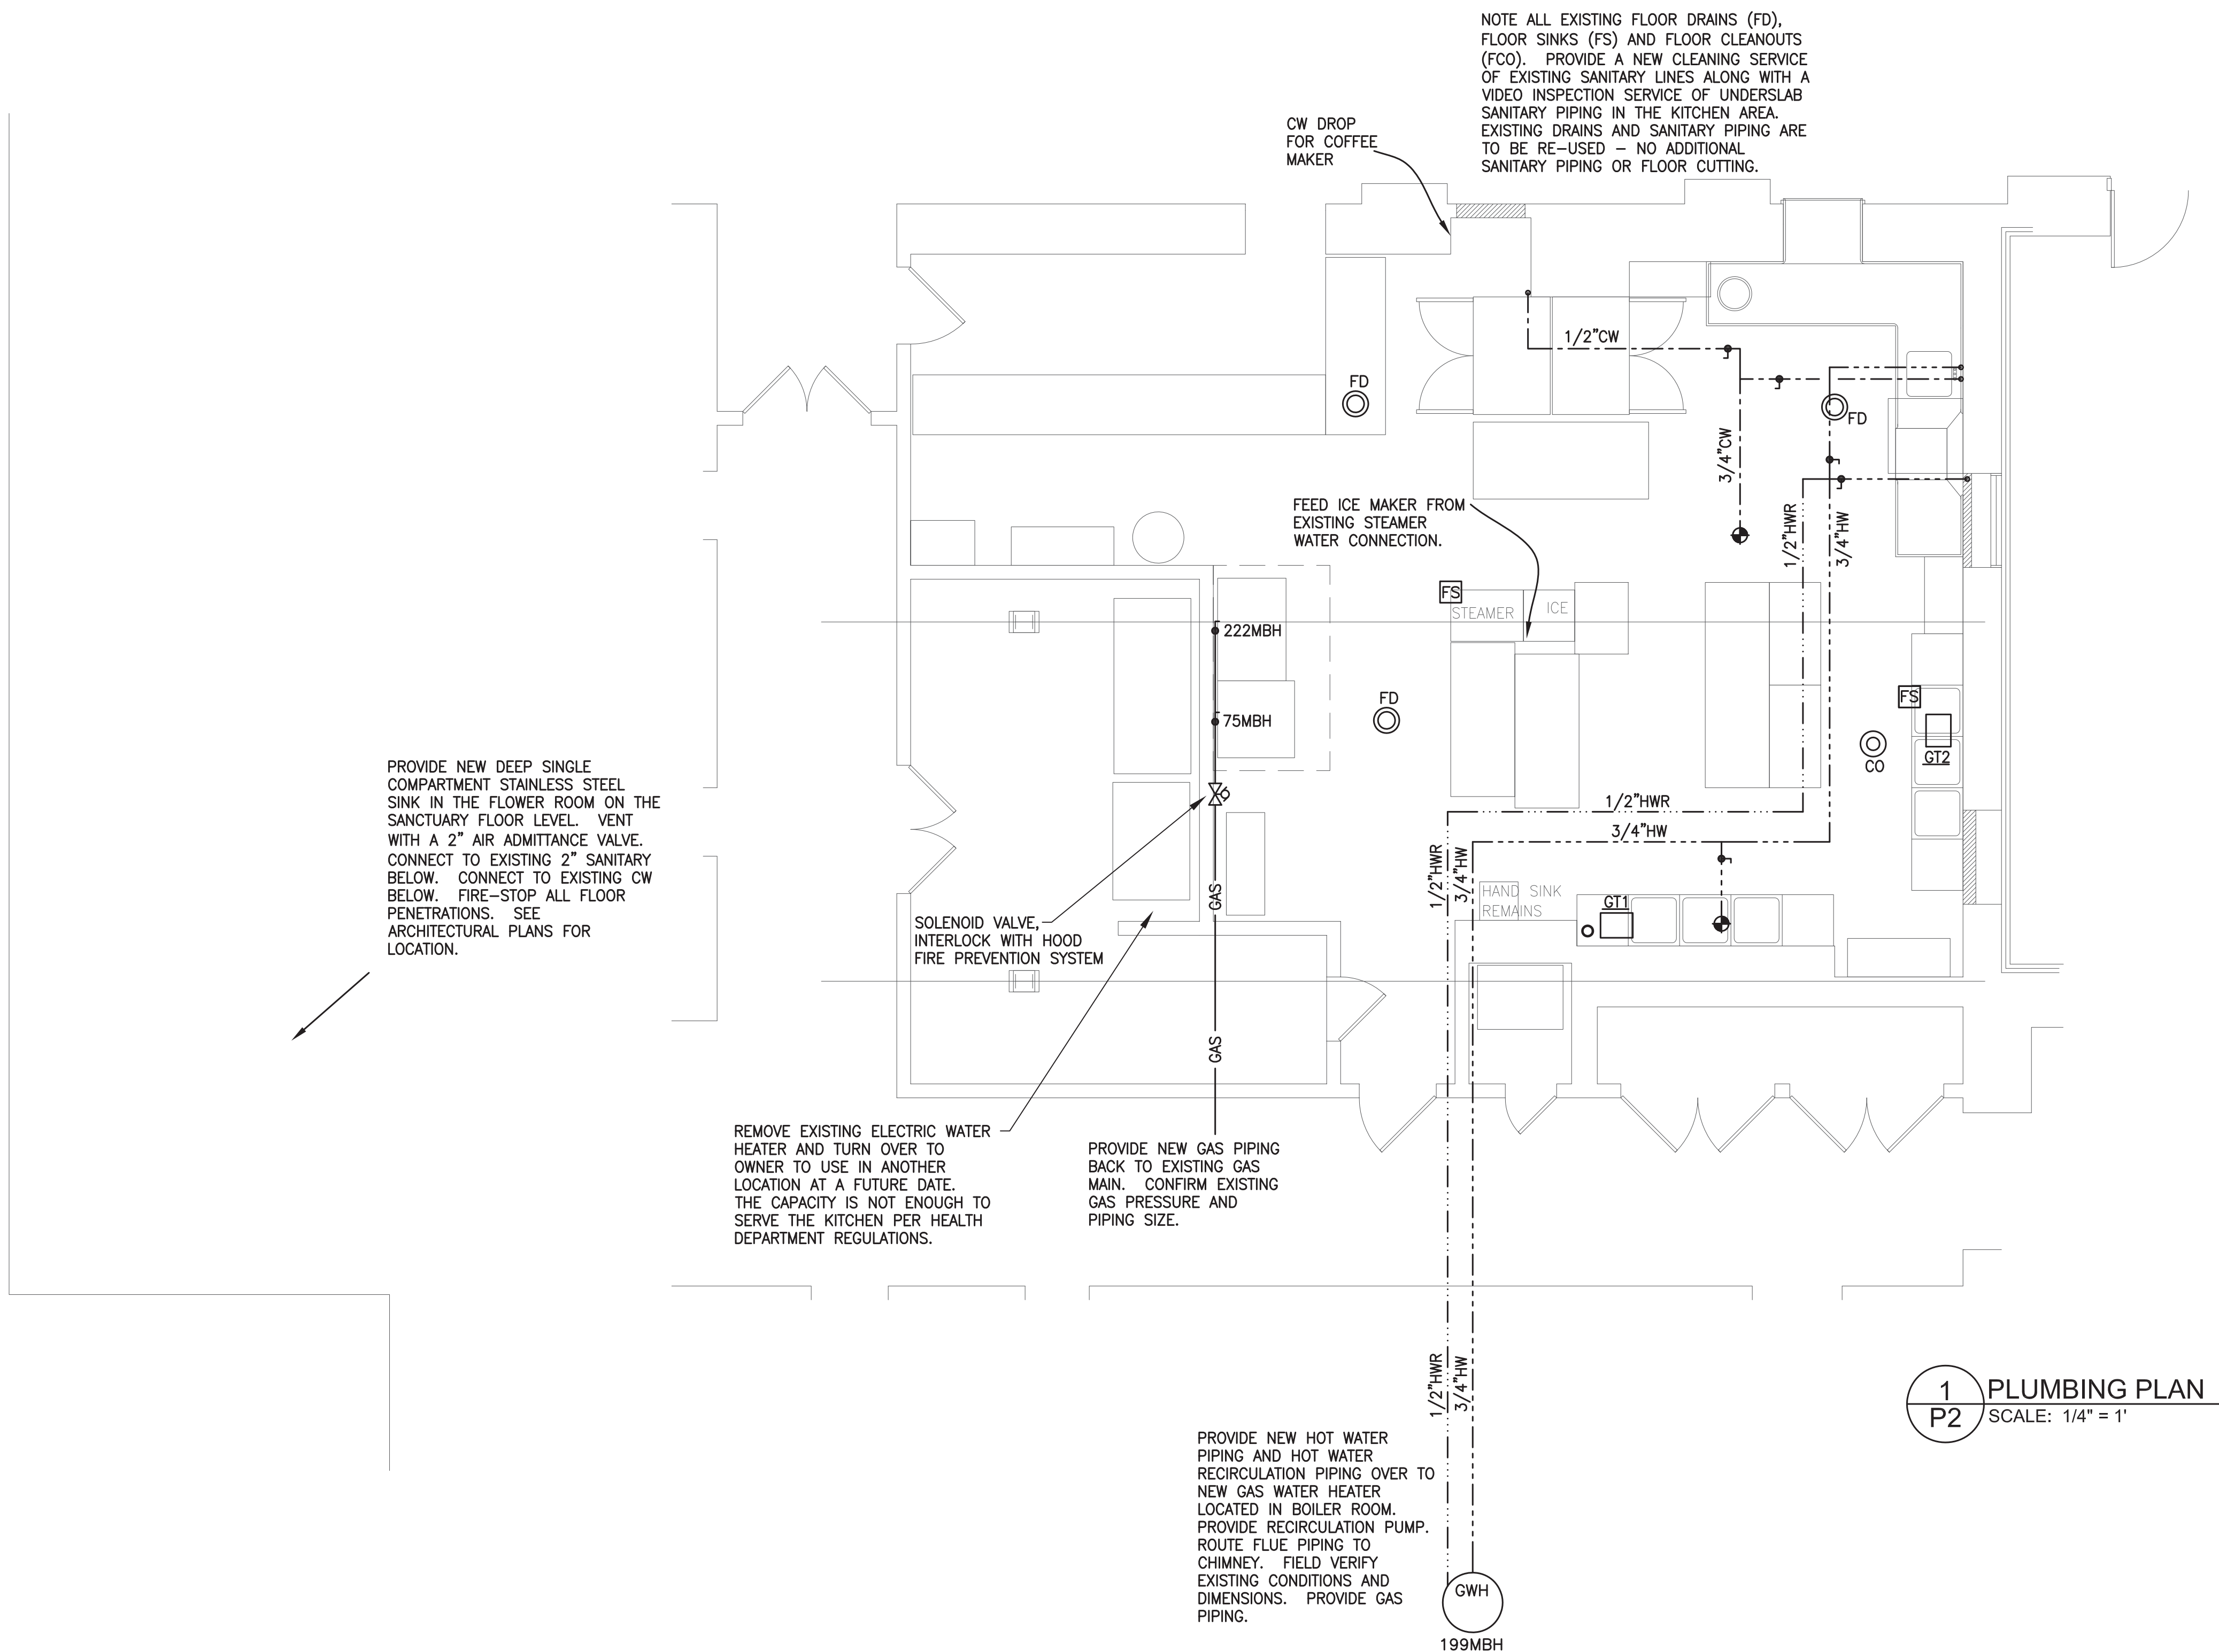 NOTE ALL EXISTING FLOOR DRAINS (FD),
FLOOR SINKS (FS) AND FLOOR CLEANOUTS
(FCO). PROVIDE A NEW CLEANING SERVICE
OF EXISTING SANITARY LINES ALONG WITH A
VIDEO INSPECTION SERVICE OF UNDERSLAB
SANITARY PIPING IN THE KITCHEN AREA.
EXISTING DRAINS AND SANITARY PIPING ARE
TO BE RE–USED – NO ADDITIONAL
SANITARY PIPING OR FLOOR CUTTING.
CW DROP
FOR COFFEE
MAKER
1/2"CW
FD
FD
3/4"CW
FEED ICE MAKER FROM
EXISTING STEAMER
WATER CONNECTION.
1/2"HWR
3/4"HW
FS
STEAMER
ICE
222MBH
75MBH
FD
FS
GT2
CO
PROVIDE NEW DEEP SINGLE
COMPARTMENT STAINLESS STEEL
SINK IN THE FLOWER ROOM ON THE
SANCTUARY FLOOR LEVEL. VENT
WITH A 2" AIR ADMITTANCE VALVE.
CONNECT TO EXISTING 2" SANITARY
BELOW. CONNECT TO EXISTING CW
BELOW. FIRE–STOP ALL FLOOR
PENETRATIONS. SEE
ARCHITECTURAL PLANS FOR
LOCATION.
1/2"HWR
3/4"HW
1/2"HWR
3/4"HW
GAS
HAND SINK
REMAINS
GT1
SOLENOID VALVE,
INTERLOCK WITH HOOD
FIRE PREVENTION SYSTEM
GAS
REMOVE EXISTING ELECTRIC WATER
HEATER AND TURN OVER TO
OWNER TO USE IN ANOTHER
LOCATION AT A FUTURE DATE.
THE CAPACITY IS NOT ENOUGH TO
SERVE THE KITCHEN PER HEALTH
DEPARTMENT REGULATIONS.
PROVIDE NEW GAS PIPING
BACK TO EXISTING GAS
MAIN. CONFIRM EXISTING
GAS PRESSURE AND
PIPING SIZE.
1/2"HWR
3/4"HW
1
P2
PLUMBING PLAN
SCALE: 1/4" = 1'
PROVIDE NEW HOT WATER
PIPING AND HOT WATER
RECIRCULATION PIPING OVER TO
NEW GAS WATER HEATER
LOCATED IN BOILER ROOM.
PROVIDE RECIRCULATION PUMP.
ROUTE FLUE PIPING TO
CHIMNEY. FIELD VERIFY
EXISTING CONDITIONS AND
DIMENSIONS. PROVIDE GAS
PIPING.
GWH
199MBH